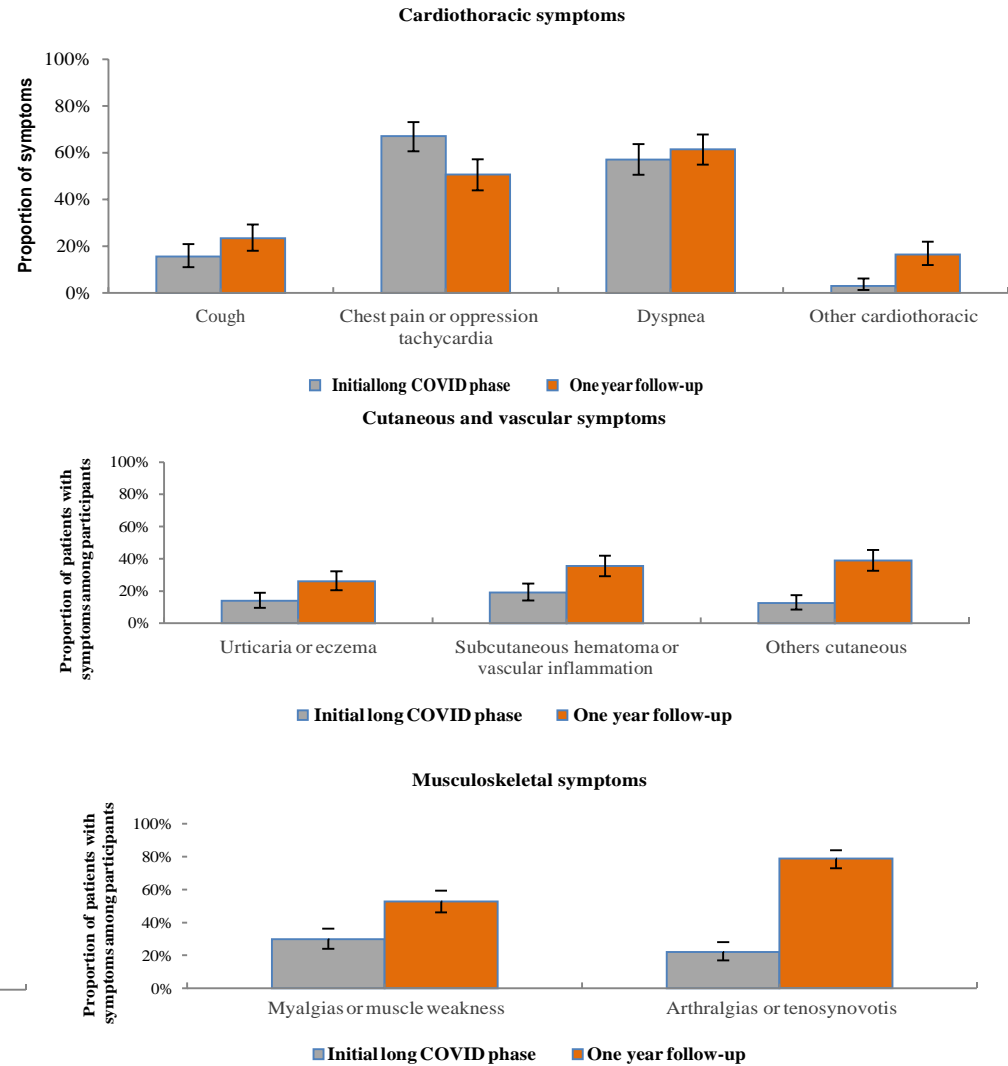 Cardiothoracic symptoms
Proportion of symptoms
100%
80%
60%
40%
20%
0%
Cough
Chest pain or oppression
tachycardia
Dyspnea
Other cardiothoracic
Initiallong COVID phase
One year follow-up
Cutaneous and vascular symptoms
Proportion of patients with
symptoms among participants
100%
80%
60%
40%
20%
0%
Urticaria or eczema
Subcutaneous hematoma or
vascular inflammation
Others cutaneous
Initial long COVID phase
One year follow-up
Musculoskeletal symptoms
Proportion of patients with
symptoms among participants
100%
80%
60%
40%
20%
0%
Myalgias or muscle weakness
Arthralgias or tenosynovotis
Initial long COVID phase
One year follow-up